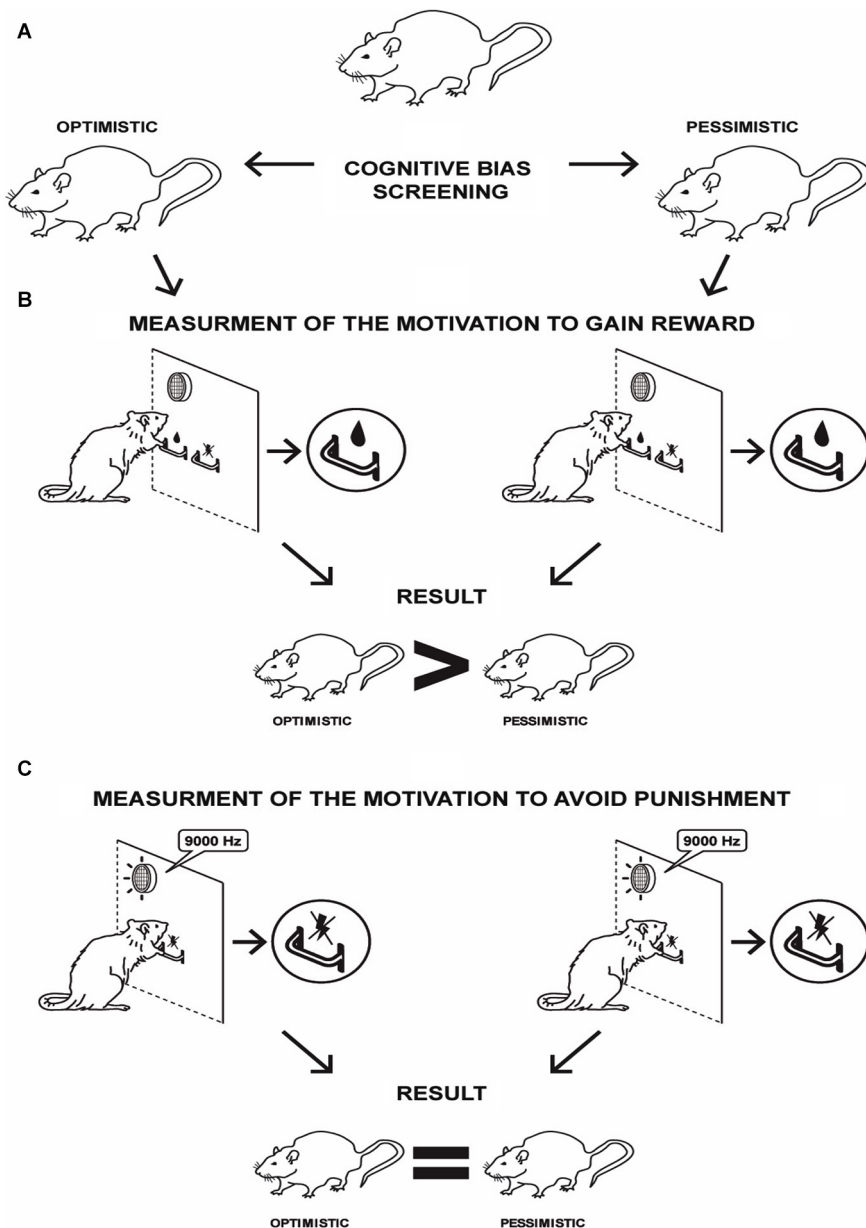 A
OPTIMISTIC
PESSIMISTIC
COGNITIVE BIAS
SCREENING
B
MEASURMENT OF THE MOTIVATION TO GAIN REWARD
RESULT
OPTIMISTIC
PESSIMISTIC
C
MEASURMENT OF THE MOTIVATION TO AVOID PUNISHMENT
9000 Hz
9000 Hz
RESULT
OPTIMISTIC
PESSIMISTIC